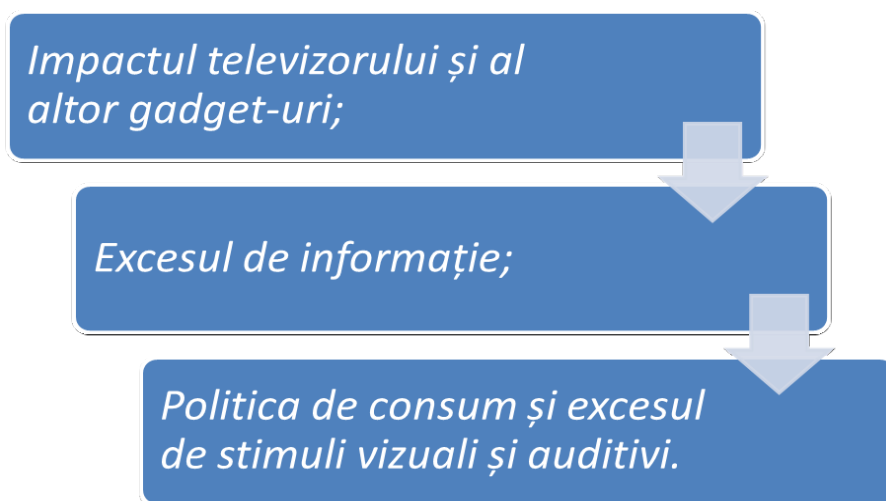 Impactul televizorului și al
altor gadget-uri;
Excesul de informație;
Politica de consum și excesul
de stimuli vizuali și auditivi.